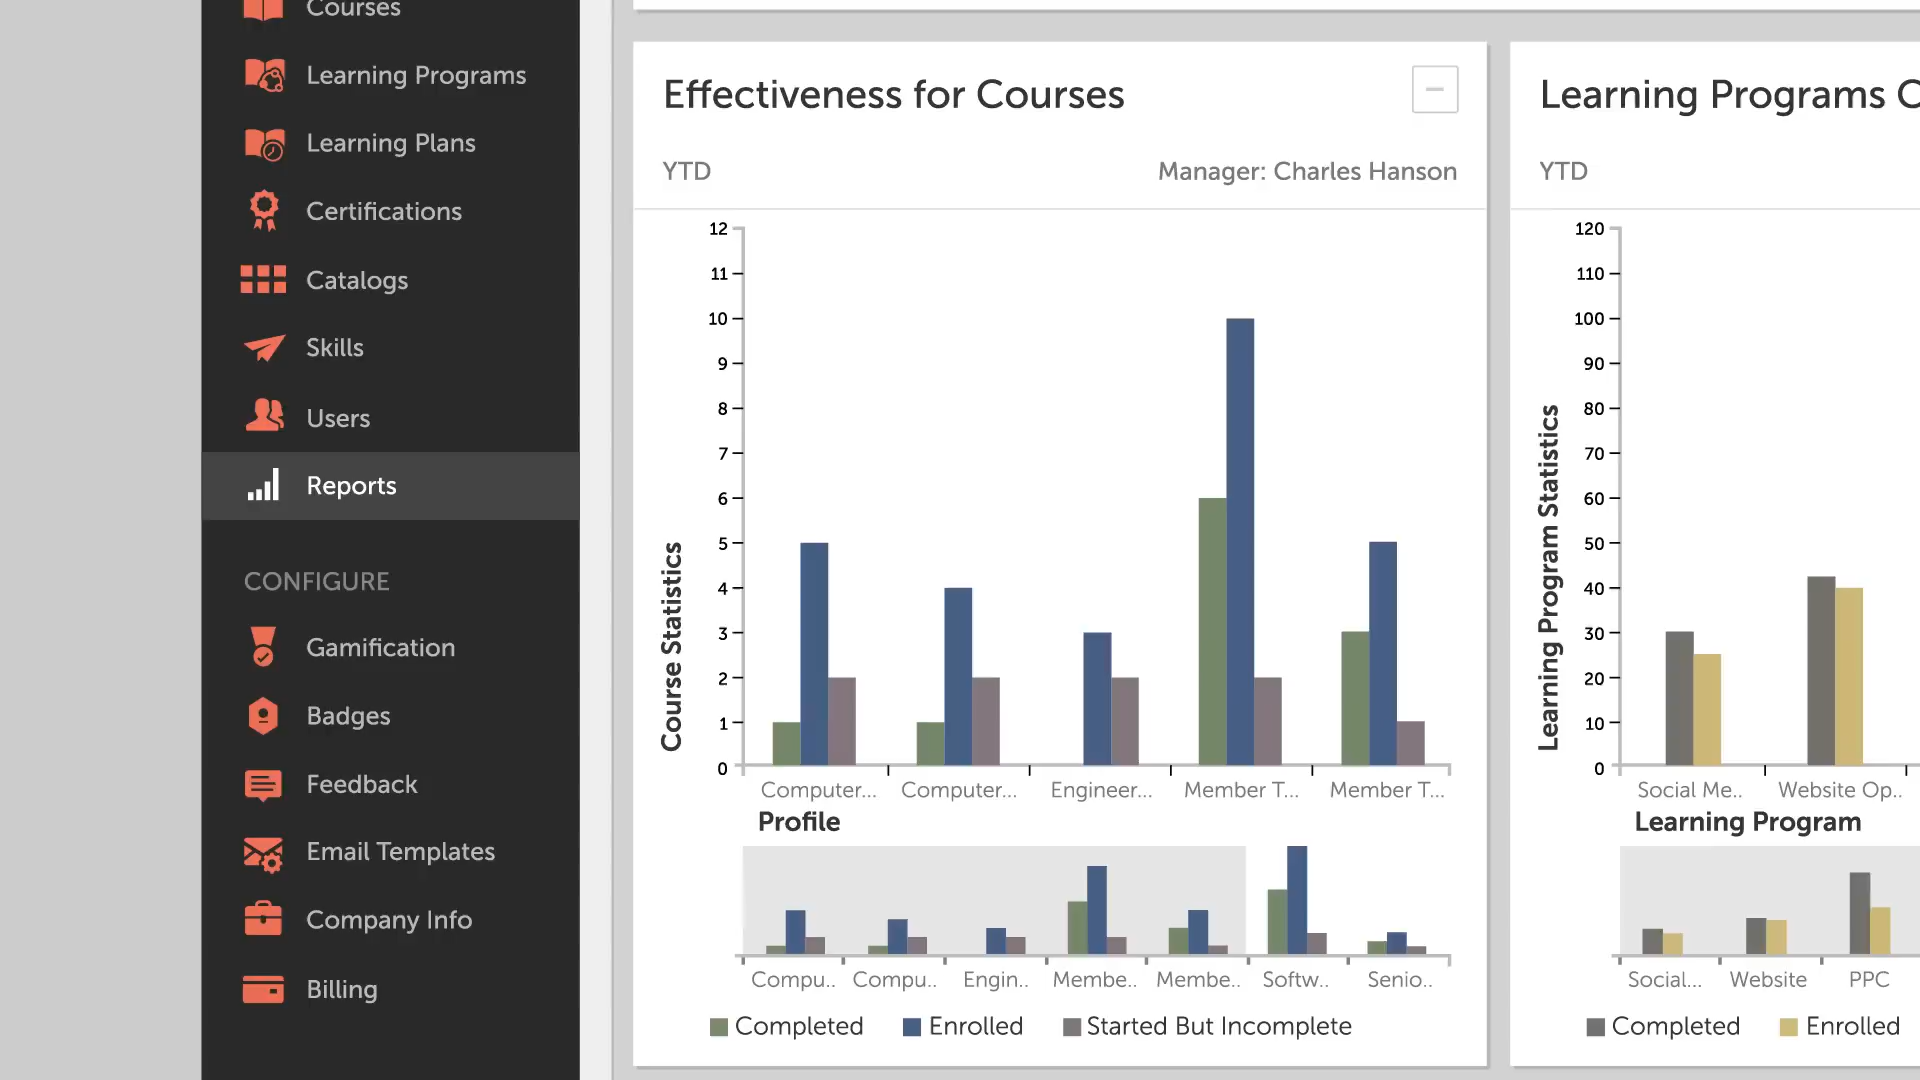 Courses
Learning Programs
Learning Plans
Certifications
Catalogs
Skills
Users
Reports
CONFIGURE
Gamification
Badges
Feedback
Email Templates
Company Info
Billing
Effectiveness for Courses
YTD
Manager: Charles Hanson
12
11
10
9
8
7
6
5
4
3
2
1
0
Course Statistics
Computer... Computer... Engineer... Member T... Member T...
Profile
Compu.. Compu.. Engin.. Membe.. Membe.. Softw.. Senio..
Completed Enrolled Started But Incomplete
Learning Programs C
YTD
120
110
100
90
80
70
60
50
40
30
20
10
0
Learning Program Statistics
Social Me.. Website Op..
Learning Program
Social... Website PPC
Completed Enrolled